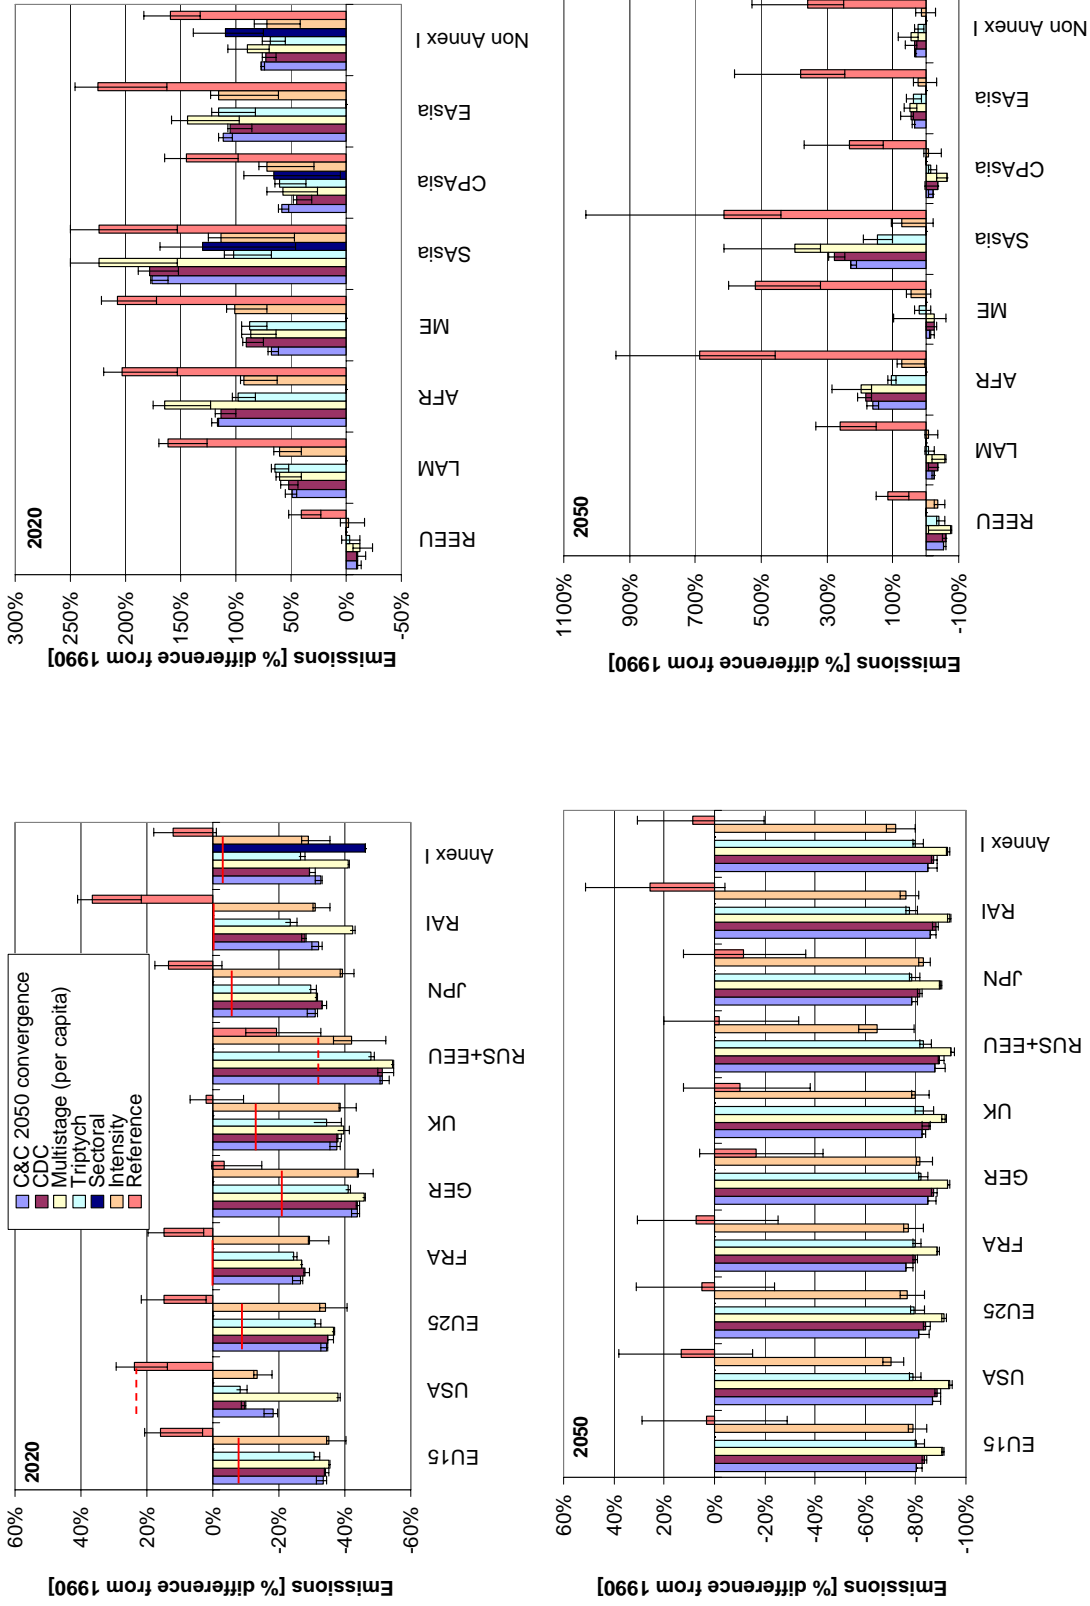 Emissions [% difference from 1990]
60%
40%
20%
0%
-20%
-40%
-60%
2020
C&C 2050 convergence
CDC
Multistage (per capita)
Triptych
Sectoral
Intensity
Reference
EU15
USA
EU25
FRA
GER
UK
RUS+EEU
JPN
RAI
Annex I
Emissions [% difference from 1990]
300%
250%
200%
150%
100%
50%
0%
-50%
2020
REEU
LAM
AFR
ME
SAsia
CPAsia
EAsia
Non Annex I
Emissions [% difference from 1990]
60%
40%
20%
0%
-20%
-40%
-60%
-80%
-100%
2050
EU15
USA
EU25
FRA
GER
UK
RUS+EEU
JPN
RAI
Annex I
Emissions [% difference from 1990]
1100%
900%
700%
500%
300%
100%
-100%
2050
REEU
LAM
AFR
ME
SAsia
CPAsia
EAsia
Non Annex I